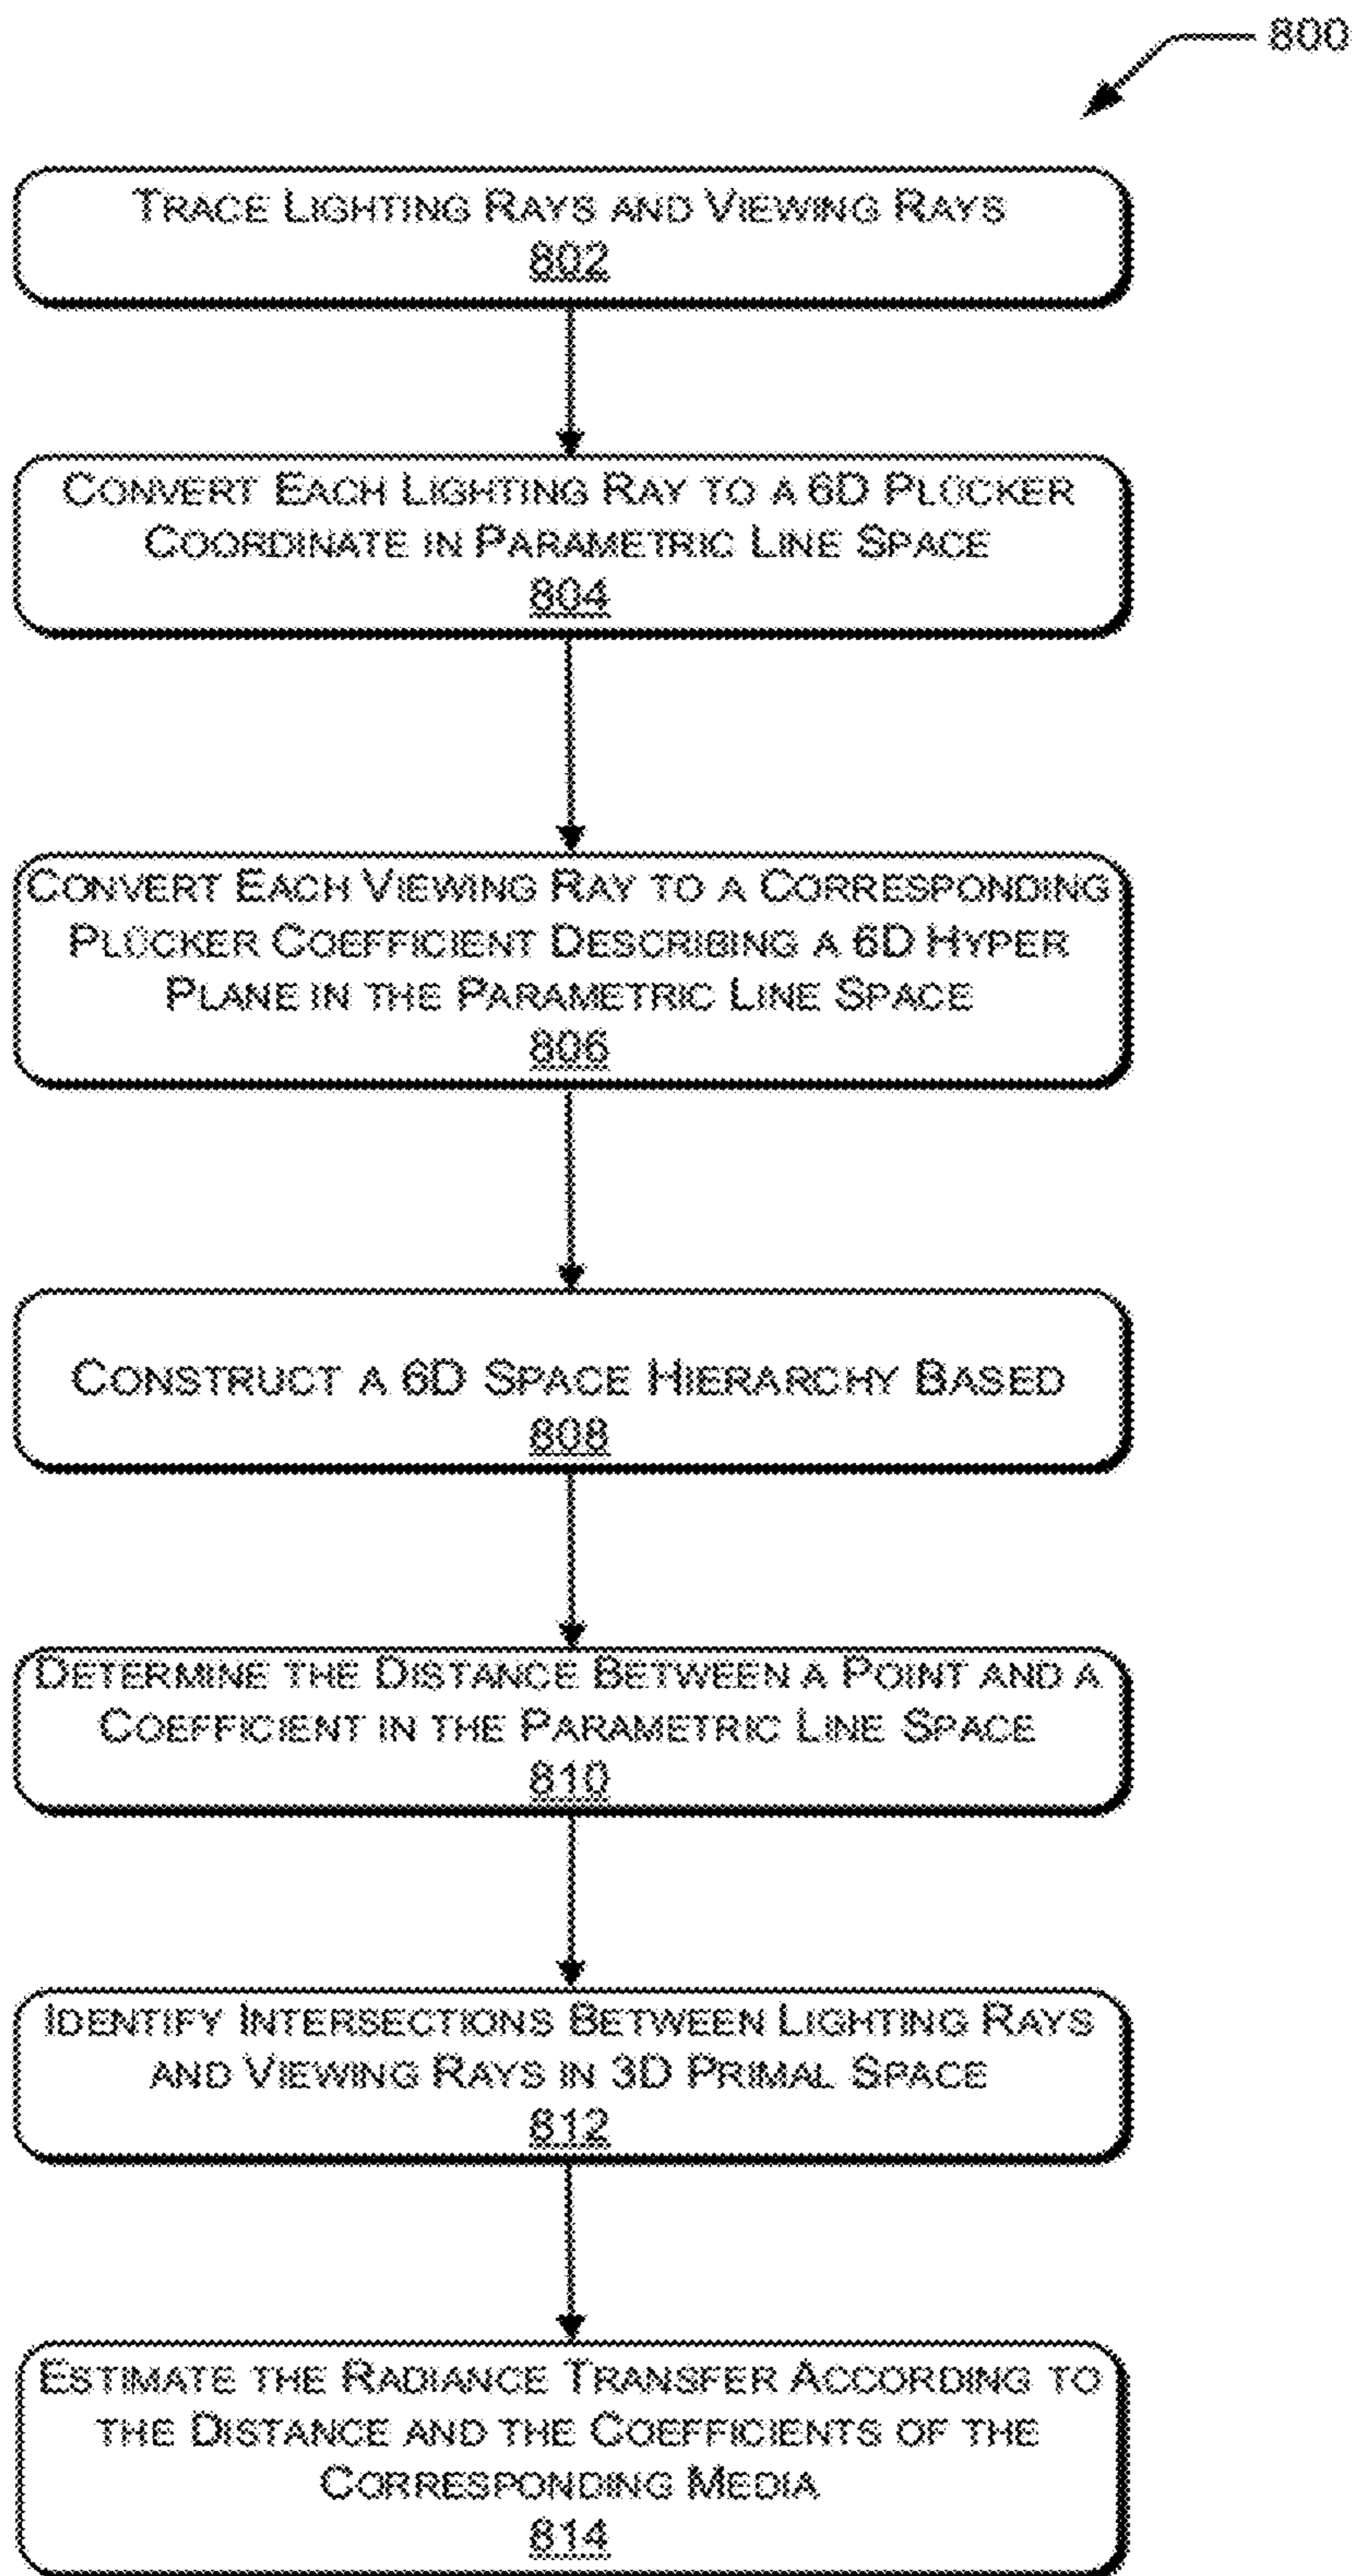 800
TRACE LIGHTING RAYS AND VIEWING RAYS
802
CONVERT EACH LIGHTING RAY TO A 6D PLÜCKER
COORDINATE IN PARAMETRIC LINE SPACE
804
CONVERT EACH VIEWING RAY TO A CORRESPONDING
PLÜCKER COEFFICIENT DESCRIBING A 6D HYPER
PLANE IN THE PARAMETRIC LINE SPACE
806
CONSTRUCT A 6D SPACE HIERARCHY BASED
808
DETERMINE THE DISTANCE BETWEEN A POINT AND A
COEFFICIENT IN THE PARAMETRIC LINE SPACE
810
IDENTIFY INTERSECTIONS BETWEEN LIGHTING RAYS
AND VIEWING RAYS IN 3D PRIMAL SPACE
812
ESTIMATE THE RADIANCE TRANSFER ACCORDING TO
THE DISTANCE AND THE COEFFICIENTS OF THE
CORRESPONDING MEDIA
814